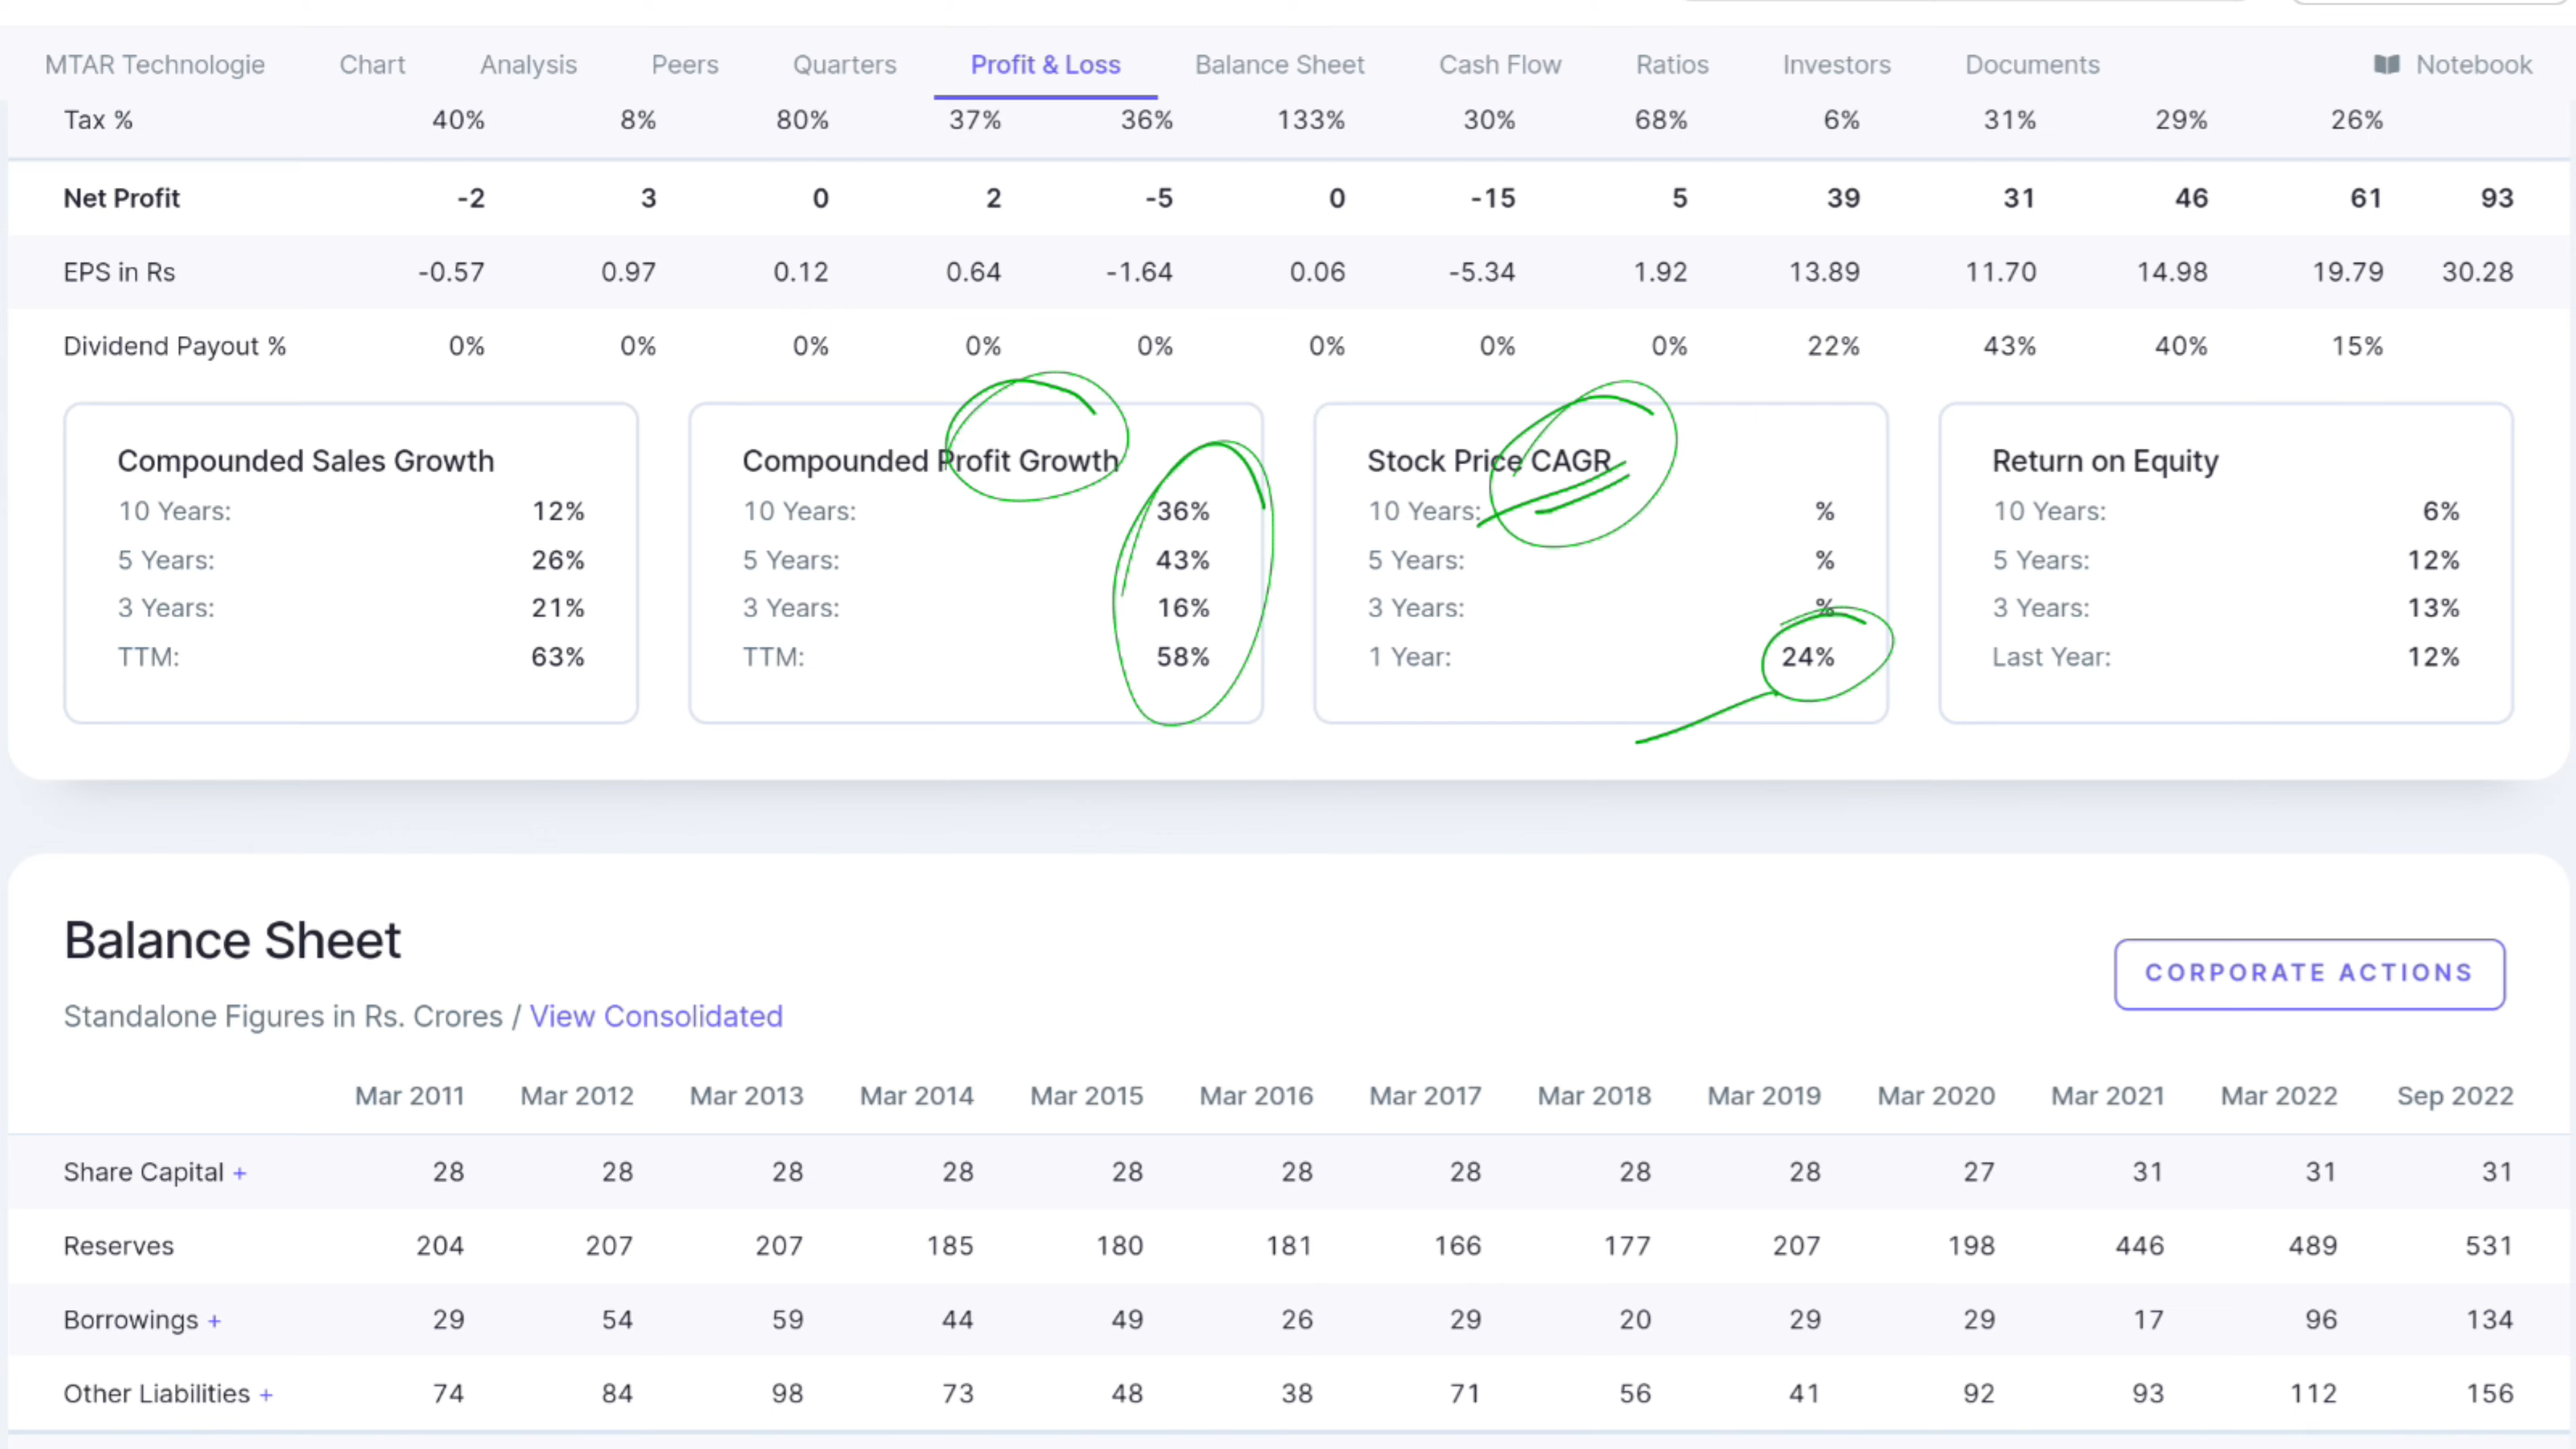 MTAR Technologie Chart Analysis Peers Quarters Profit & Loss Balance Sheet Cash Flow Ratios Investors Documents Notebook
Tax % 40% 8% 80% 37% 36% 133% 30% 68% 6% 31% 29% 26%
Net Profit -2 3 0 2 -5 0 -15 5 39 31 46 61 93
EPS in Rs -0.57 0.97 0.12 0.64 -1.64 0.06 -5.34 1.92 13.89 11.70 14.98 19.79 30.28
Dividend Payout % 0% 0% 0% 0% 0% 0% 0% 0% 22% 43% 40% 15%
Compounded Sales Growth
10 Years: 12%
5 Years: 26%
3 Years: 21%
TTM: 63%
Compounded Profit Growth
10 Years: 36%
5 Years: 43%
3 Years: 16%
TTM: 58%
Stock Price CAGR
10 Years: %
5 Years: %
3 Years: %
1 Year: 24%
Return on Equity
10 Years: 6%
5 Years: 12%
3 Years: 13%
Last Year: 12%
Balance Sheet
CORPORATE ACTIONS
Standalone Figures in Rs. Crores / View Consolidated
Mar 2011 Mar 2012 Mar 2013 Mar 2014 Mar 2015 Mar 2016 Mar 2017 Mar 2018 Mar 2019 Mar 2020 Mar 2021 Mar 2022 Sep 2022
Share Capital + 28 28 28 28 28 28 28 28 28 27 31 31 31
Reserves 204 207 207 185 180 181 166 177 207 198 446 489 531
Borrowings + 29 54 59 44 49 26 29 20 29 29 17 96 134
Other Liabilities + 74 84 98 73 48 38 71 56 41 92 93 112 156